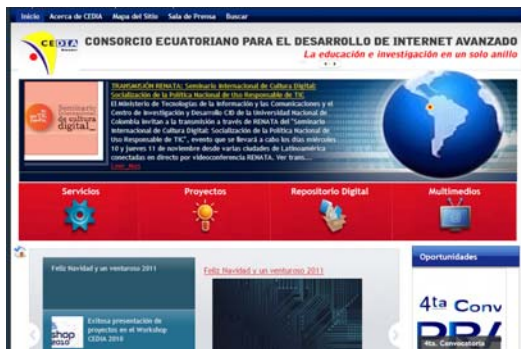 Inicio Acerca de CEDIA Mapa del Sitio Sala de Prensa Buscar
CEDIA
CONSORCIO ECUATORIANO PARA EL DESARROLLO DE INTERNET AVANZADO
La educación e investigación en un solo anillo
Seminario
internacional
de cultura
digital_
TRANSMISIÓN RENATA: Seminario Internacional de Cultura Digital:
Socialización de la Política Nacional de Uso Responsable de TIC
El Ministerio de Tecnologías de la Información y las Comunicaciones y el
Centro de Investigación y Desarrollo CID de la Universidad Nacional de
Colombia invitan a la transmisión a través de RENATA del "Seminario
Internacional de Cultura Digital: Socialización de la Política Nacional de
Uso Responsable de TIC", evento que se llevará a cabo los días miércoles
10 y jueves 11 de noviembre desde varias ciudades de Latinoamérica
conectadas en directo por videoconferencia RENATA. Ver trans...
Leer_Más
Servicios Proyectos Repositorio Digital Multimedios
Feliz Navidad y un venturoso 2011
Exitosa presentación de
proyectos en el Workshop
CEDIA 2010
Feliz Navidad y un venturoso 2011
Oportunidades
4ta Conv
4ta. Convocatoria